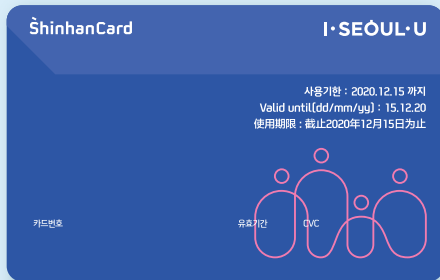 ShinhanCard
I·SEOUL·U
사용기한 : 2020.12.15 까지
Valid until(dd/mm/yy) : 15.12.20
使用期限 : 截止2020年12月15日为止
카드번호
유효기간
CVC